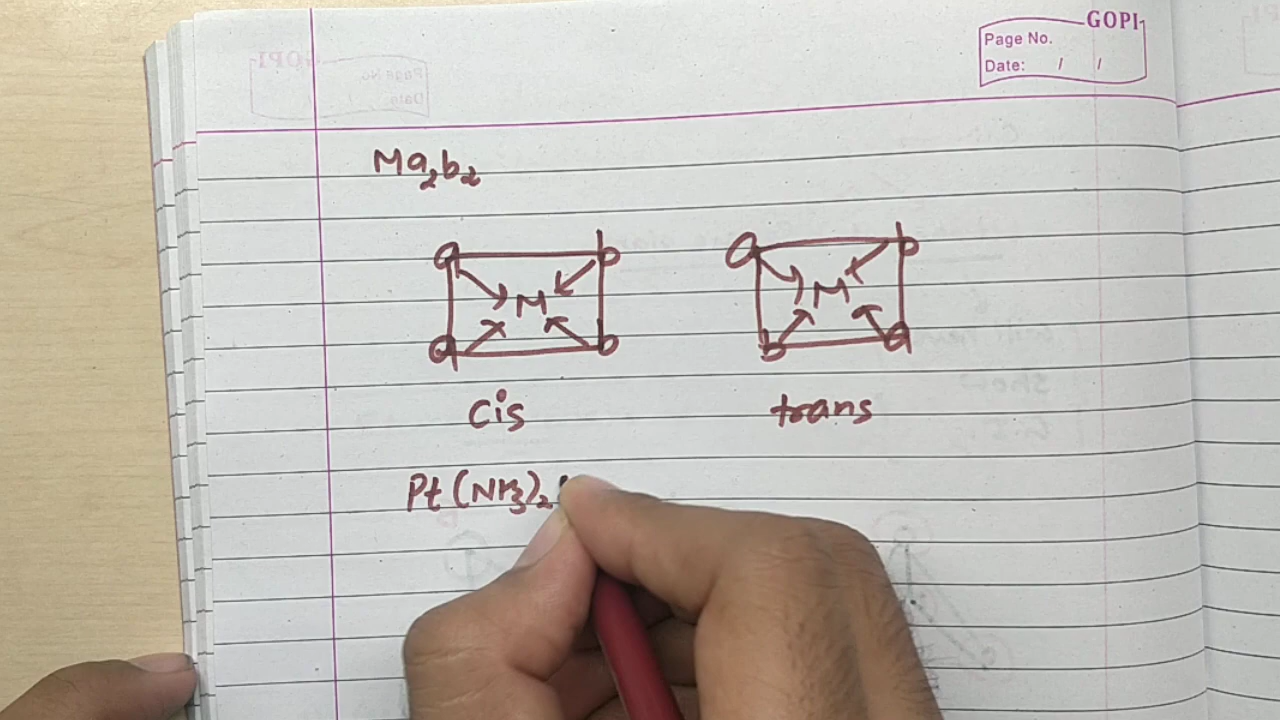 GOPI
Page No.
Date: / /
Ma₂b₂
a b a b
M M
a b b a
cis trans
Pt(NH₃)₂